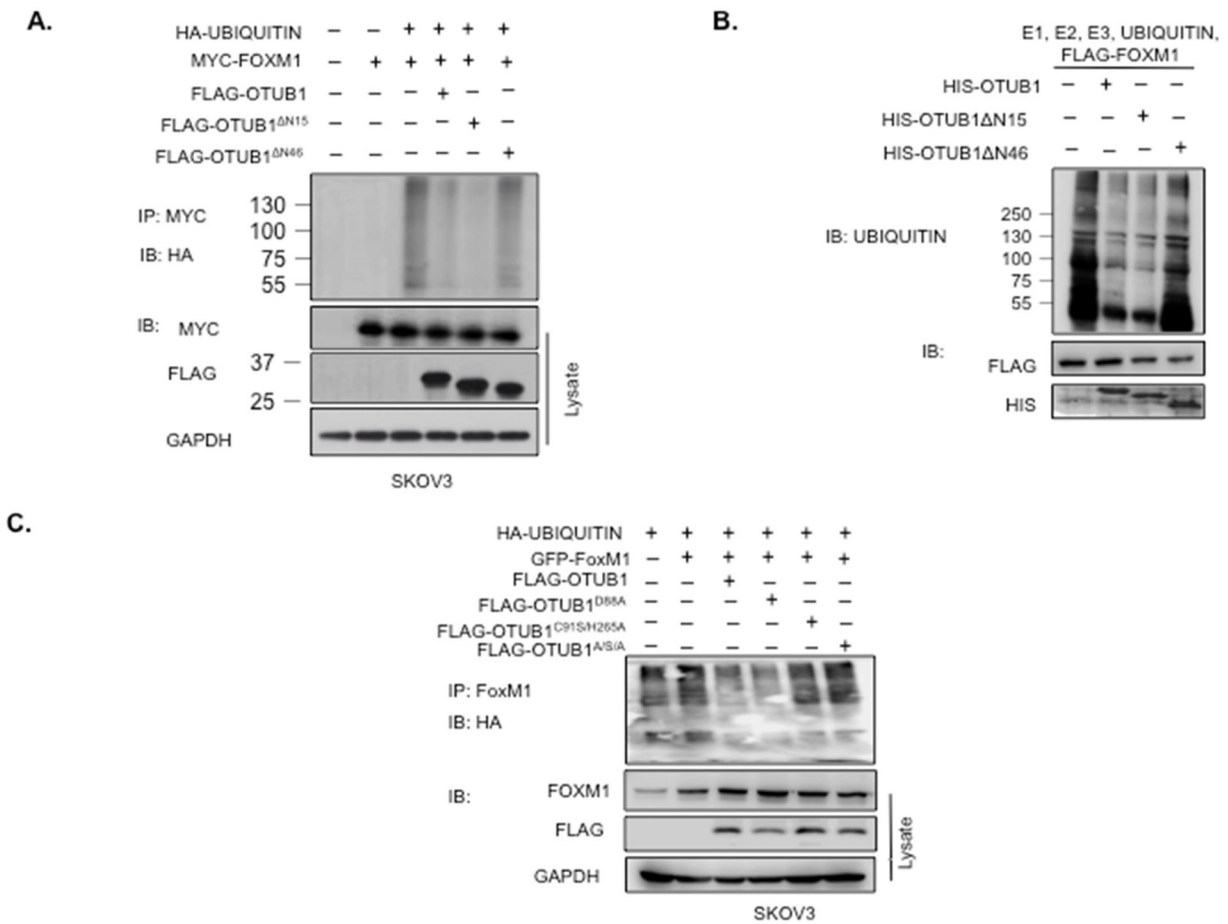 A.
HA-UBIQUITIN – – + + + +
MYC-FOXM1 – + + + + +
FLAG-OTUB1 – – – + – –
FLAG-OTUB1ΔN15 – – – – + –
FLAG-OTUB1ΔN46 – – – – – +
IP: MYC
IB: HA
130
100
75
55
IB: MYC
37
FLAG
25
GAPDH
Lysate
SKOV3
B.
E1, E2, E3, UBIQUITIN,
FLAG-FOXM1
HIS-OTUB1 – + – –
HIS-OTUB1ΔN15 – – + –
HIS-OTUB1ΔN46 – – – +
IB: UBIQUITIN
250
130
100
75
55
IB:
FLAG
HIS
C.
HA-UBIQUITIN + + + + + +
GFP-FoxM1 – + + + + +
FLAG-OTUB1 – – + – – –
FLAG-OTUB1D88A – – – + – –
FLAG-OTUB1C91S/H265A – – – – + –
FLAG-OTUB1A/S/A – – – – – +
IP: FoxM1
IB: HA
IB: FOXM1
FLAG
GAPDH
Lysate
SKOV3